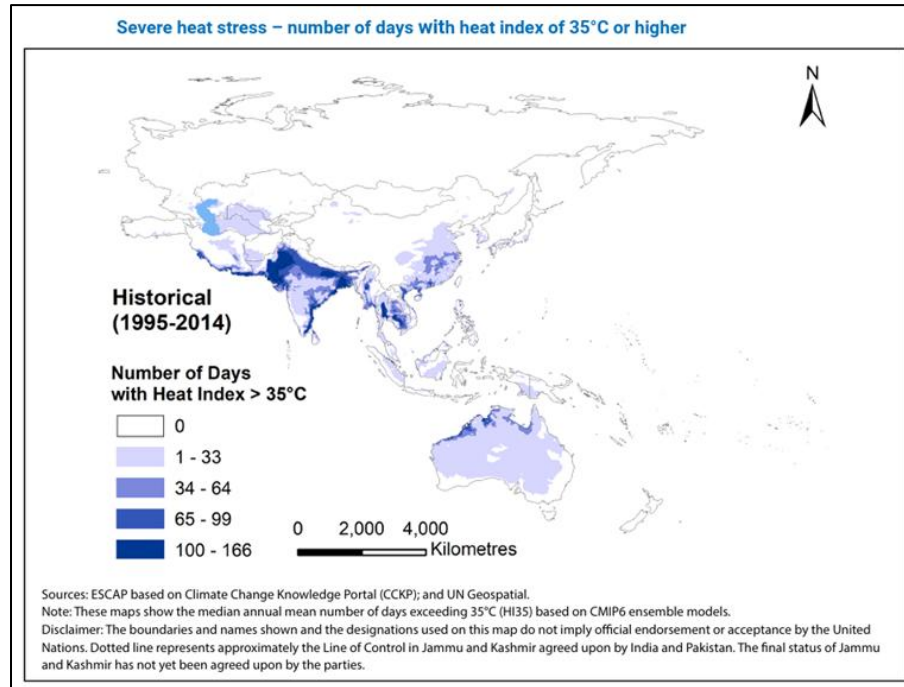 Severe heat stress – number of days with heat index of 35°C or higher
N
Historical
(1995-2014)
Number of Days
with Heat Index > 35°C
0
1 - 33
34 - 64
65 - 99
100 - 166
0 2,000 4,000
Kilometres
Sources: ESCAP based on Climate Change Knowledge Portal (CCKP); and UN Geospatial.
Note: These maps show the median annual mean number of days exceeding 35°C (HI35) based on CMIP6 ensemble models.
Disclaimer: The boundaries and names shown and the designations used on this map do not imply official endorsement or acceptance by the United
Nations. Dotted line represents approximately the Line of Control in Jammu and Kashmir agreed upon by India and Pakistan. The final status of Jammu
and Kashmir has not yet been agreed upon by the parties.